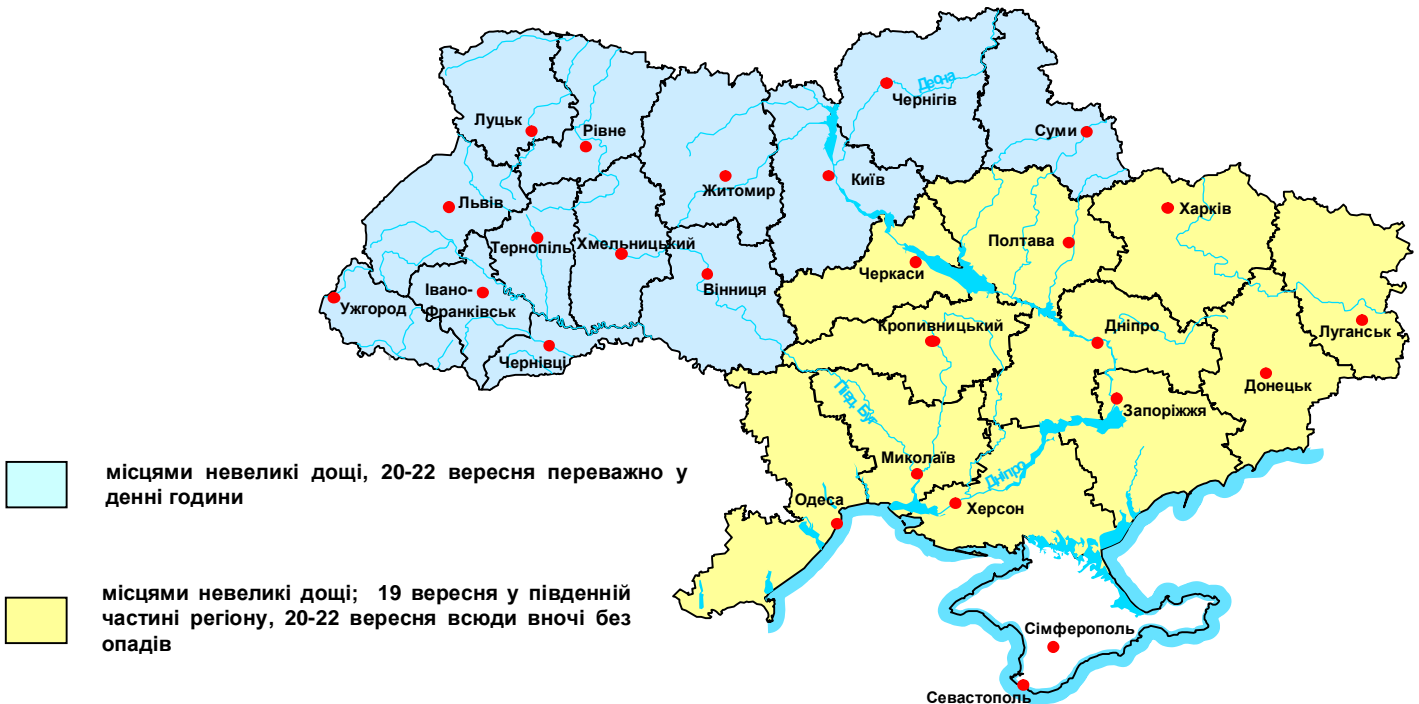 Десна
Чернігів
Луцьк
Рівне
Суми
Житомир
Київ
Львів
Харків
Тернопіль
Хмельницький
Полтава
Черкаси
Івано-
Франківськ
Вінниця
Ужгород
Кропивницький
Дніпро
Луганськ
Чернівці
Донецьк
Півд. Буг
Запоріжжя
Миколаїв
Дніпро
Одеса
Херсон
місцями невеликі дощі, 20-22 вересня переважно у
денні години
місцями невеликі дощі; 19 вересня у південній
частині регіону, 20-22 вересня всюди вночі без
опадів
Сімферополь
Севастополь